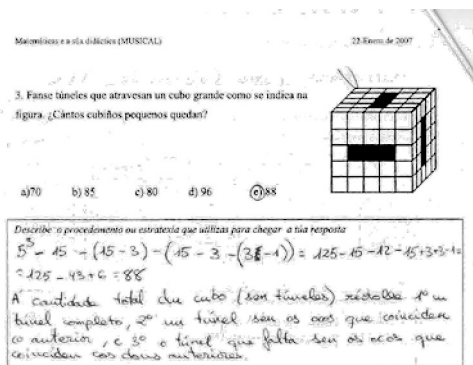 Matemáticas e a súa didáctica (MUSICAL) 22-Enero de 2007
3. Fanse túneles que atravesan un cubo grande como se indica na
figura. ¿Cántos cubiños pequenos quedan?
a)70 b) 85 c) 80 d) 96 e) 88
Describe o procedemento ou estratexia que utilizas para chegar a túa resposta
5³ - 15 - (15 - 3) - (15 - 3 - (3 - 1)) = 125 - 15 - 12 - 15 + 3 + 3 - 1 =
= 125 - 43 + 6 = 88
A cantidade total du cubo (sen túneles) 1º un
túnel completo, 2º un túnel sen os ocos que coinciden
co anterior, e 3º o túnel que falta sen os ocos que
coinciden cos dous anteriores.